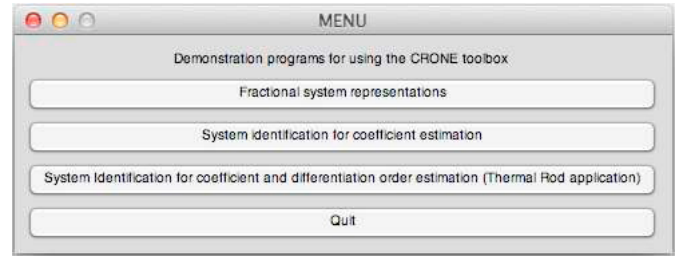 MENU
Demonstration programs for using the CRONE toolbox
Fractional system representations
System identification for coefficient estimation
System Identification for coefficient and differentiation order estimation (Thermal Rod application)
Quit